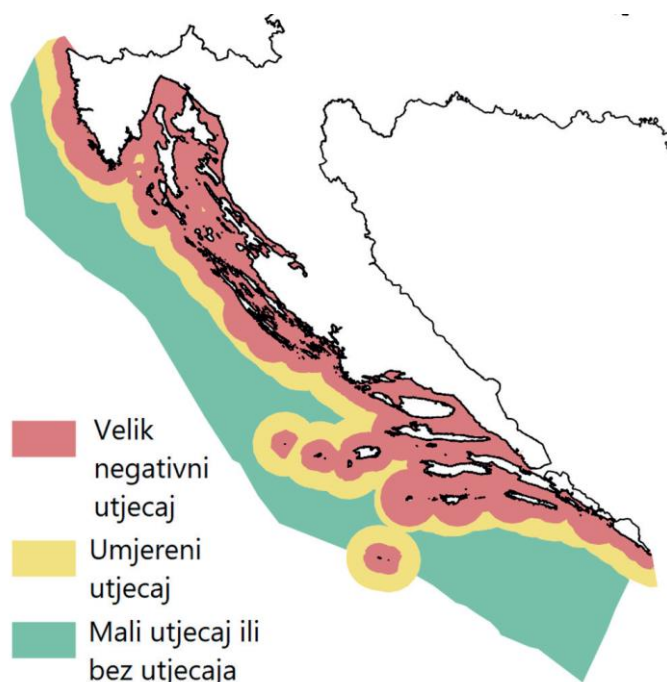 Velik
negativni
utjecaj
Umjereni
utjecaj
Mali utjecaj ili
bez utjecaja